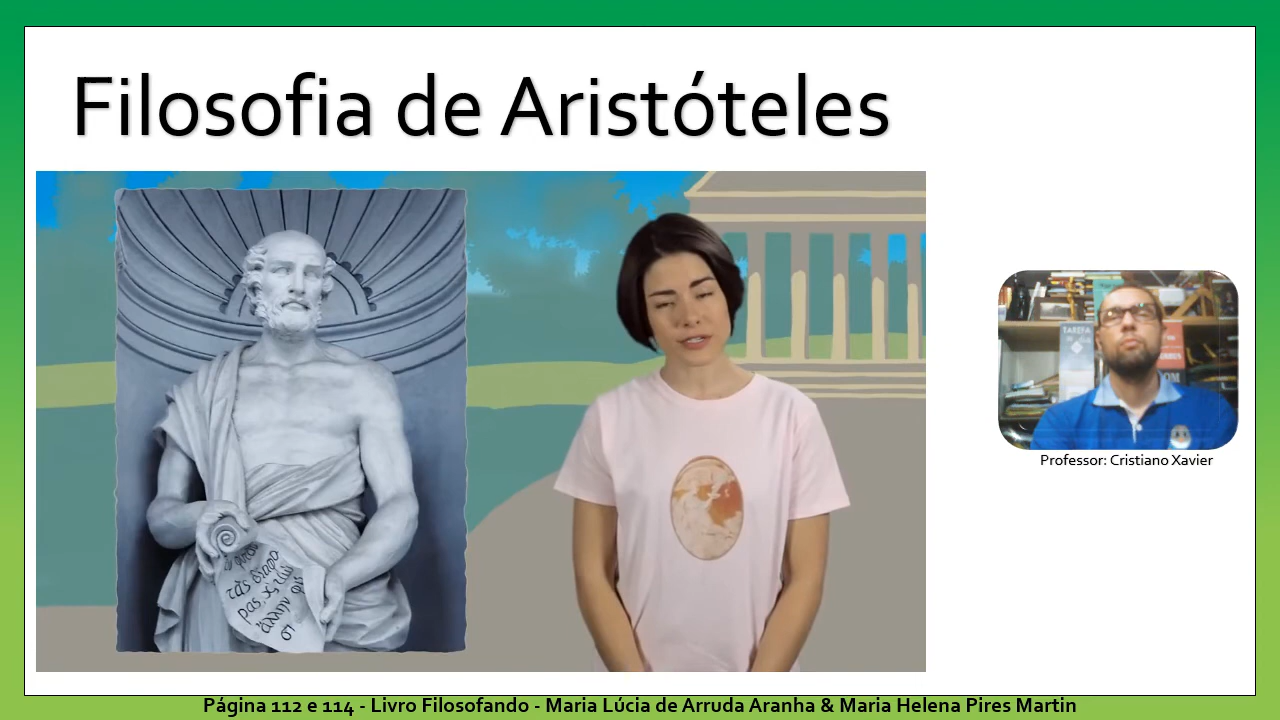 Filosofia de Aristóteles
TAREFA
Professor: Cristiano Xavier
Página 112 e 114 - Livro Filosofando - Maria Lúcia de Arruda Aranha & Maria Helena Pires Martin